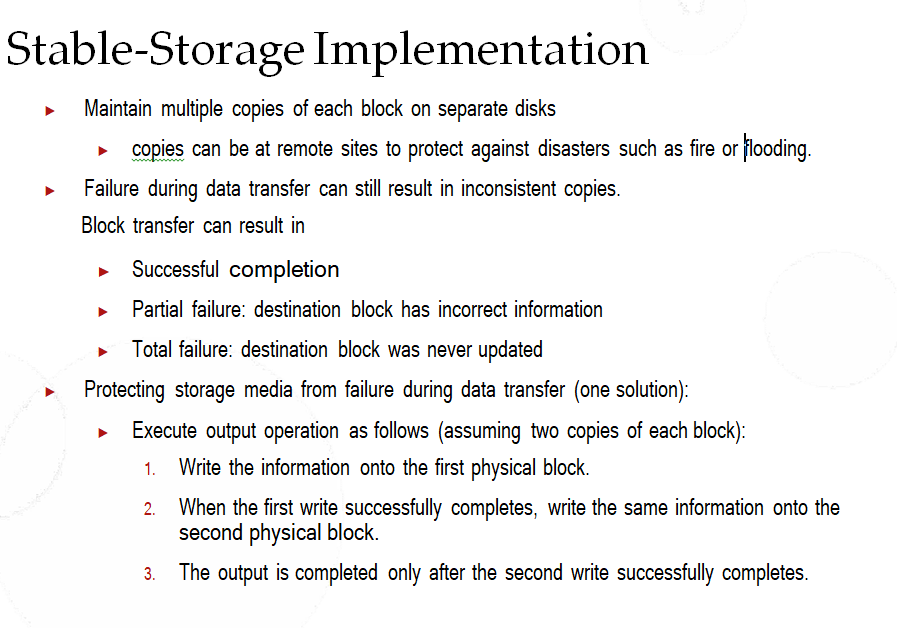 Stable-Storage Implementation
Maintain multiple copies of each block on separate disks
copies can be at remote sites to protect against disasters such as fire or flooding.
Failure during data transfer can still result in inconsistent copies.
Block transfer can result in
Successful completion
Partial failure: destination block has incorrect information
Total failure: destination block was never updated
Protecting storage media from failure during data transfer (one solution):
Execute output operation as follows (assuming two copies of each block):
1. Write the information onto the first physical block.
2. When the first write successfully completes, write the same information onto the
second physical block.
3. The output is completed only after the second write successfully completes.